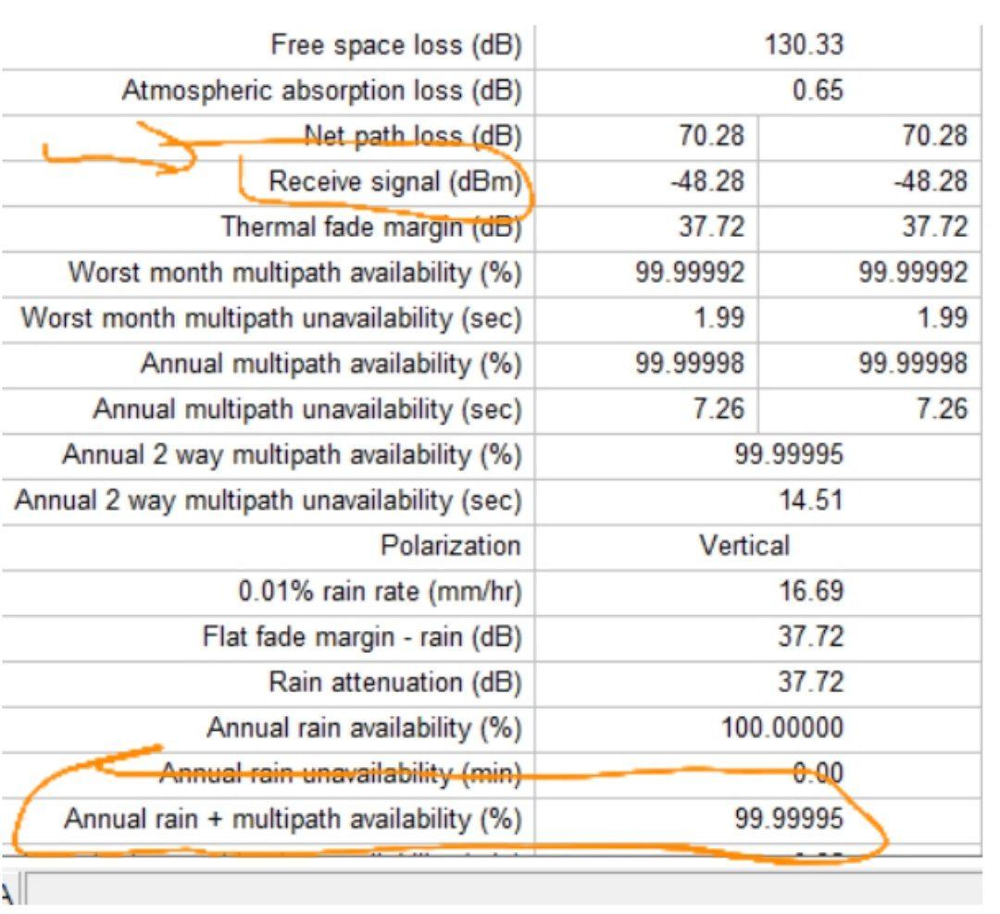 Free space loss (dB) 130.33
Atmospheric absorption loss (dB) 0.65
Net path loss (dB) 70.28 70.28
Receive signal (dBm) -48.28 -48.28
Thermal fade margin (dB) 37.72 37.72
Worst month multipath availability (%) 99.99992 99.99992
Worst month multipath unavailability (sec) 1.99 1.99
Annual multipath availability (%) 99.99998 99.99998
Annual multipath unavailability (sec) 7.26 7.26
Annual 2 way multipath availability (%) 99.99995
Annual 2 way multipath unavailability (sec) 14.51
Polarization Vertical
0.01% rain rate (mm/hr) 16.69
Flat fade margin - rain (dB) 37.72
Rain attenuation (dB) 37.72
Annual rain availability (%) 100.00000
Annual rain unavailability (min) 0.00
Annual rain + multipath availability (%) 99.99995